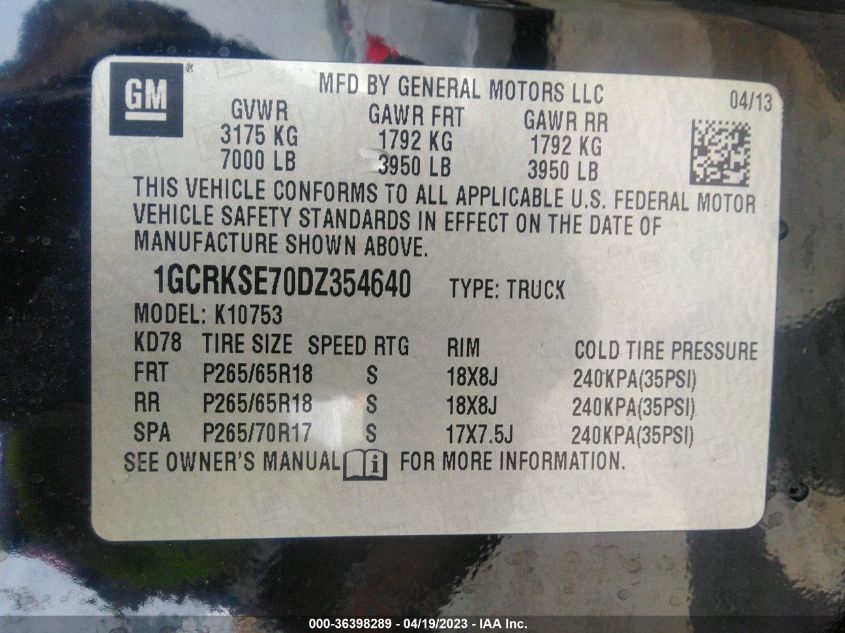 GM®
MFD BY GENERAL MOTORS LLC
04/13
GVWR GAWR FRT GAWR RR
3175 KG 1792 KG 1792 KG
7000 LB 3950 LB 3950 LB
THIS VEHICLE CONFORMS TO ALL APPLICABLE U.S. FEDERAL MOTOR
VEHICLE SAFETY STANDARDS IN EFFECT ON THE DATE OF
MANUFACTURE SHOWN ABOVE.
1GCRKSE70DZ354640 TYPE: TRUCK
MODEL: K10753
KD78 TIRE SIZE SPEED RTG RIM COLD TIRE PRESSURE
FRT P265/65R18 S 18X8J 240KPA(35PSI)
RR P265/65R18 S 18X8J 240KPA(35PSI)
SPA P265/70R17 S 17X7.5J 240KPA(35PSI)
SEE OWNER'S MANUAL i FOR MORE INFORMATION.
000-36398289 - 04/19/2023 - IAA Inc.